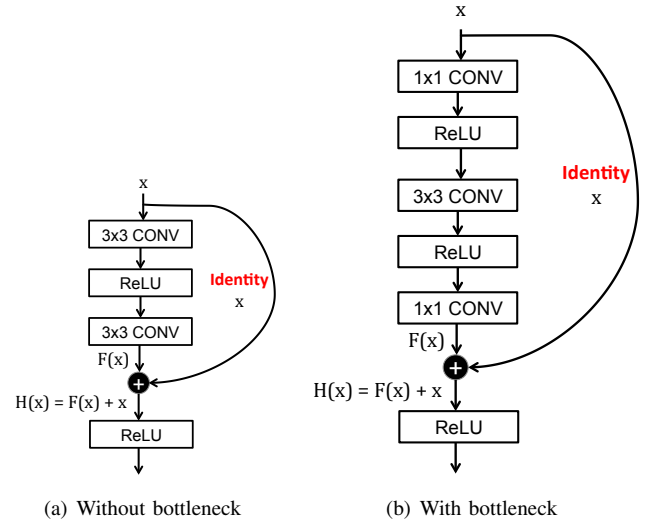 x
3x3 CONV
ReLU
Identity
x
3x3 CONV
F(x)
+
H(x) = F(x) + x
ReLU
(a) Without bottleneck
x
1x1 CONV
ReLU
Identity
x
3x3 CONV
ReLU
1x1 CONV
F(x)
+
H(x) = F(x) + x
ReLU
(b) With bottleneck